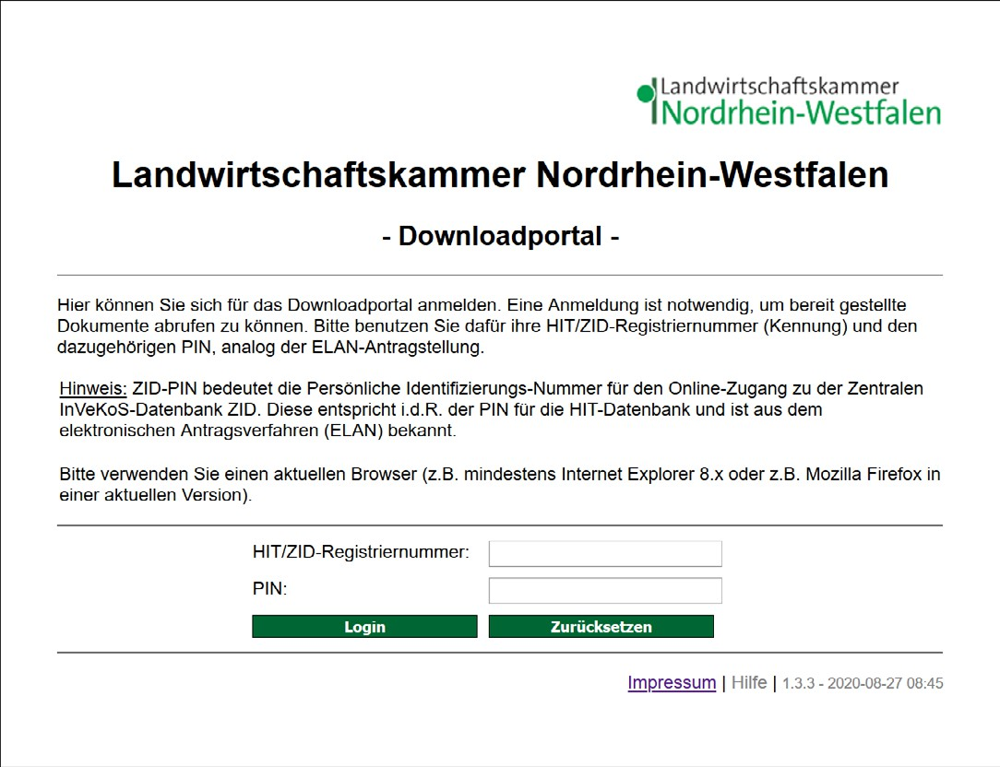 Landwirtschaftskammer
Nordrhein-Westfalen
Landwirtschaftskammer Nordrhein-Westfalen
- Downloadportal -
Hier können Sie sich für das Downloadportal anmelden. Eine Anmeldung ist notwendig, um bereit gestellte
Dokumente abrufen zu können. Bitte benutzen Sie dafür ihre HIT/ZID-Registriernummer (Kennung) und den
dazugehörigen PIN, analog der ELAN-Antragstellung.
Hinweis: ZID-PIN bedeutet die Persönliche Identifizierungs-Nummer für den Online-Zugang zu der Zentralen
InVeKoS-Datenbank ZID. Diese entspricht i.d.R. der PIN für die HIT-Datenbank und ist aus dem
elektronischen Antragsverfahren (ELAN) bekannt.
Bitte verwenden Sie einen aktuellen Browser (z.B. mindestens Internet Explorer 8.x oder z.B. Mozilla Firefox in
einer aktuellen Version).
HIT/ZID-Registriernummer:
PIN:
Login Zurücksetzen
Impressum | Hilfe | 1.3.3 - 2020-08-27 08:45